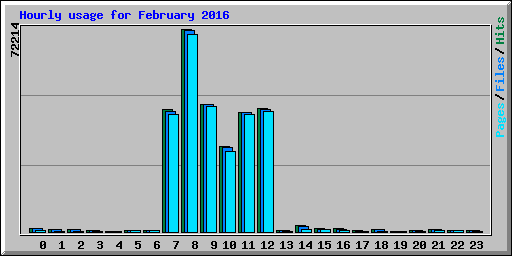 Hourly usage for February 2016
72214
Pages/Files/Hits
0 1 2 3 4 5 6 7 8 9 10 11 12 13 14 15 16 17 18 19 20 21 22 23